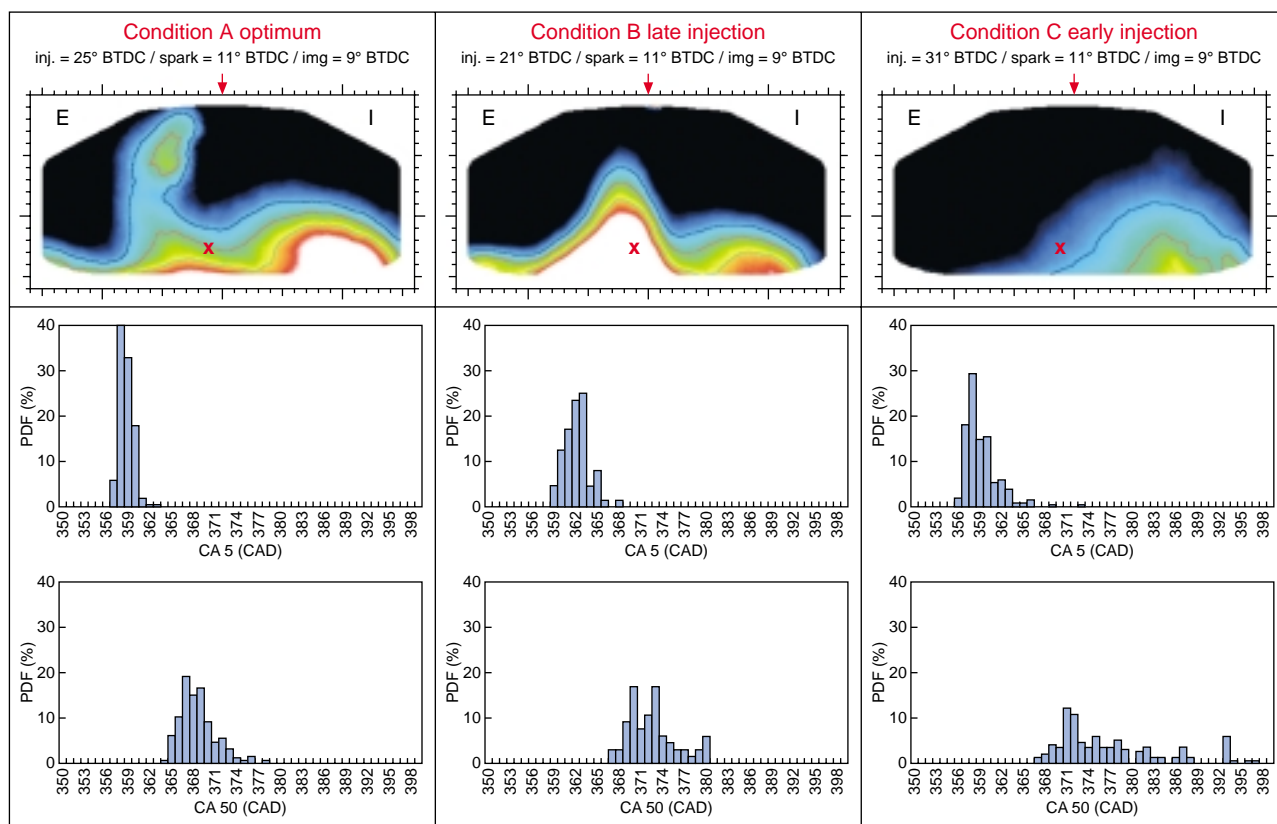 Condition A optimum
inj. = 25° BTDC / spark = 11° BTDC / img = 9° BTDC
E I
x
Condition B late injection
inj. = 21° BTDC / spark = 11° BTDC / img = 9° BTDC
E I
x
Condition C early injection
inj. = 31° BTDC / spark = 11° BTDC / img = 9° BTDC
E I
x
PDF (%)
40
30
20
10
0
350 353 356 359 362 365 368 371 374 377 380 383 386 389 392 395 398
CA 5 (CAD)
PDF (%)
40
30
20
10
0
350 353 356 359 362 365 368 371 374 377 380 383 386 389 392 395 398
CA 5 (CAD)
PDF (%)
40
30
20
10
0
350 353 356 359 362 365 368 371 374 377 380 383 386 389 392 395 398
CA 5 (CAD)
PDF (%)
40
30
20
10
0
350 353 356 359 362 365 368 371 374 377 380 383 386 389 392 395 398
CA 50 (CAD)
PDF (%)
40
30
20
10
0
350 353 356 359 362 365 368 371 374 377 380 383 386 389 392 395 398
CA 50 (CAD)
PDF (%)
40
30
20
10
0
350 353 356 359 362 365 368 371 374 377 380 383 386 389 392 395 398
CA 50 (CAD)